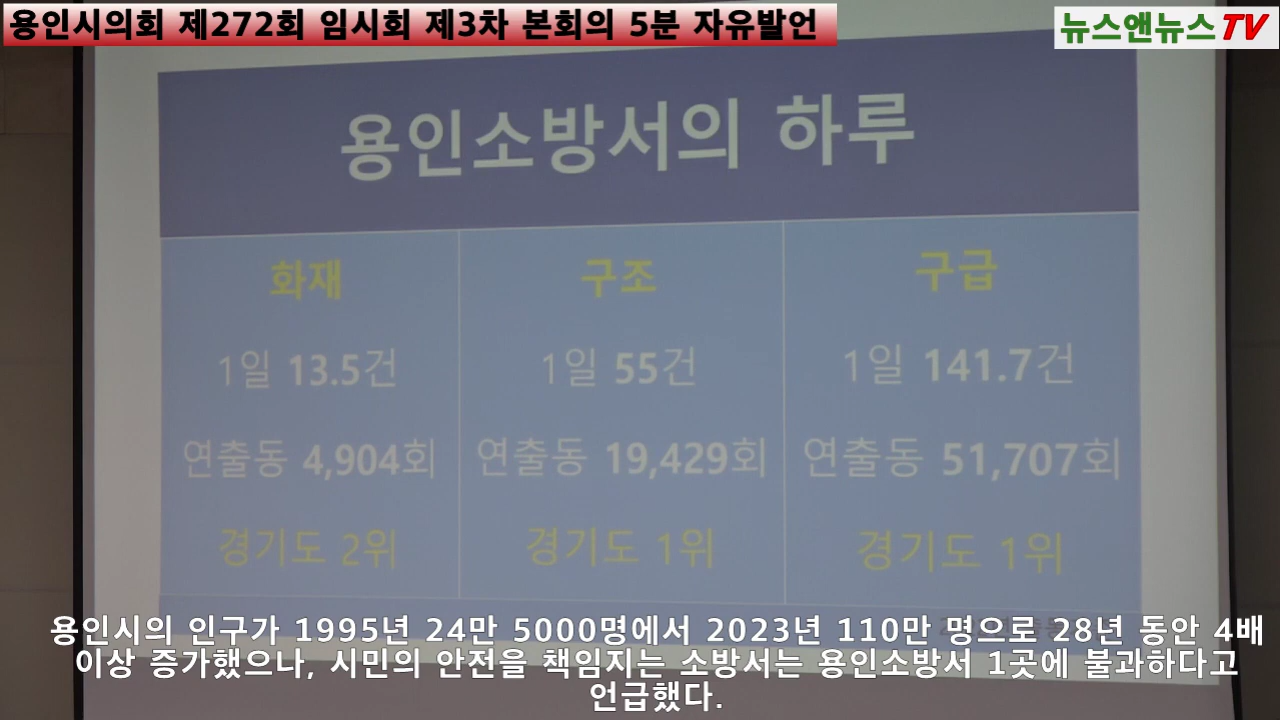 용인시의회 제272회 임시회 제3차 본회의 5분 자유발언
뉴스앤뉴스TV
용인소방서의 하루
화재 구조 구급
1일 13.5건 1일 55건 1일 141.7건
연출동 4,904회 연출동 19,429회 연출동 51,707회
경기도 2위 경기도 1위 경기도 1위
용인시의 인구가 1995년 24만 5000명에서 2023년 110만 명으로 28년 동안 4배
이상 증가했으나, 시민의 안전을 책임지는 소방서는 용인소방서 1곳에 불과하다고
언급했다.